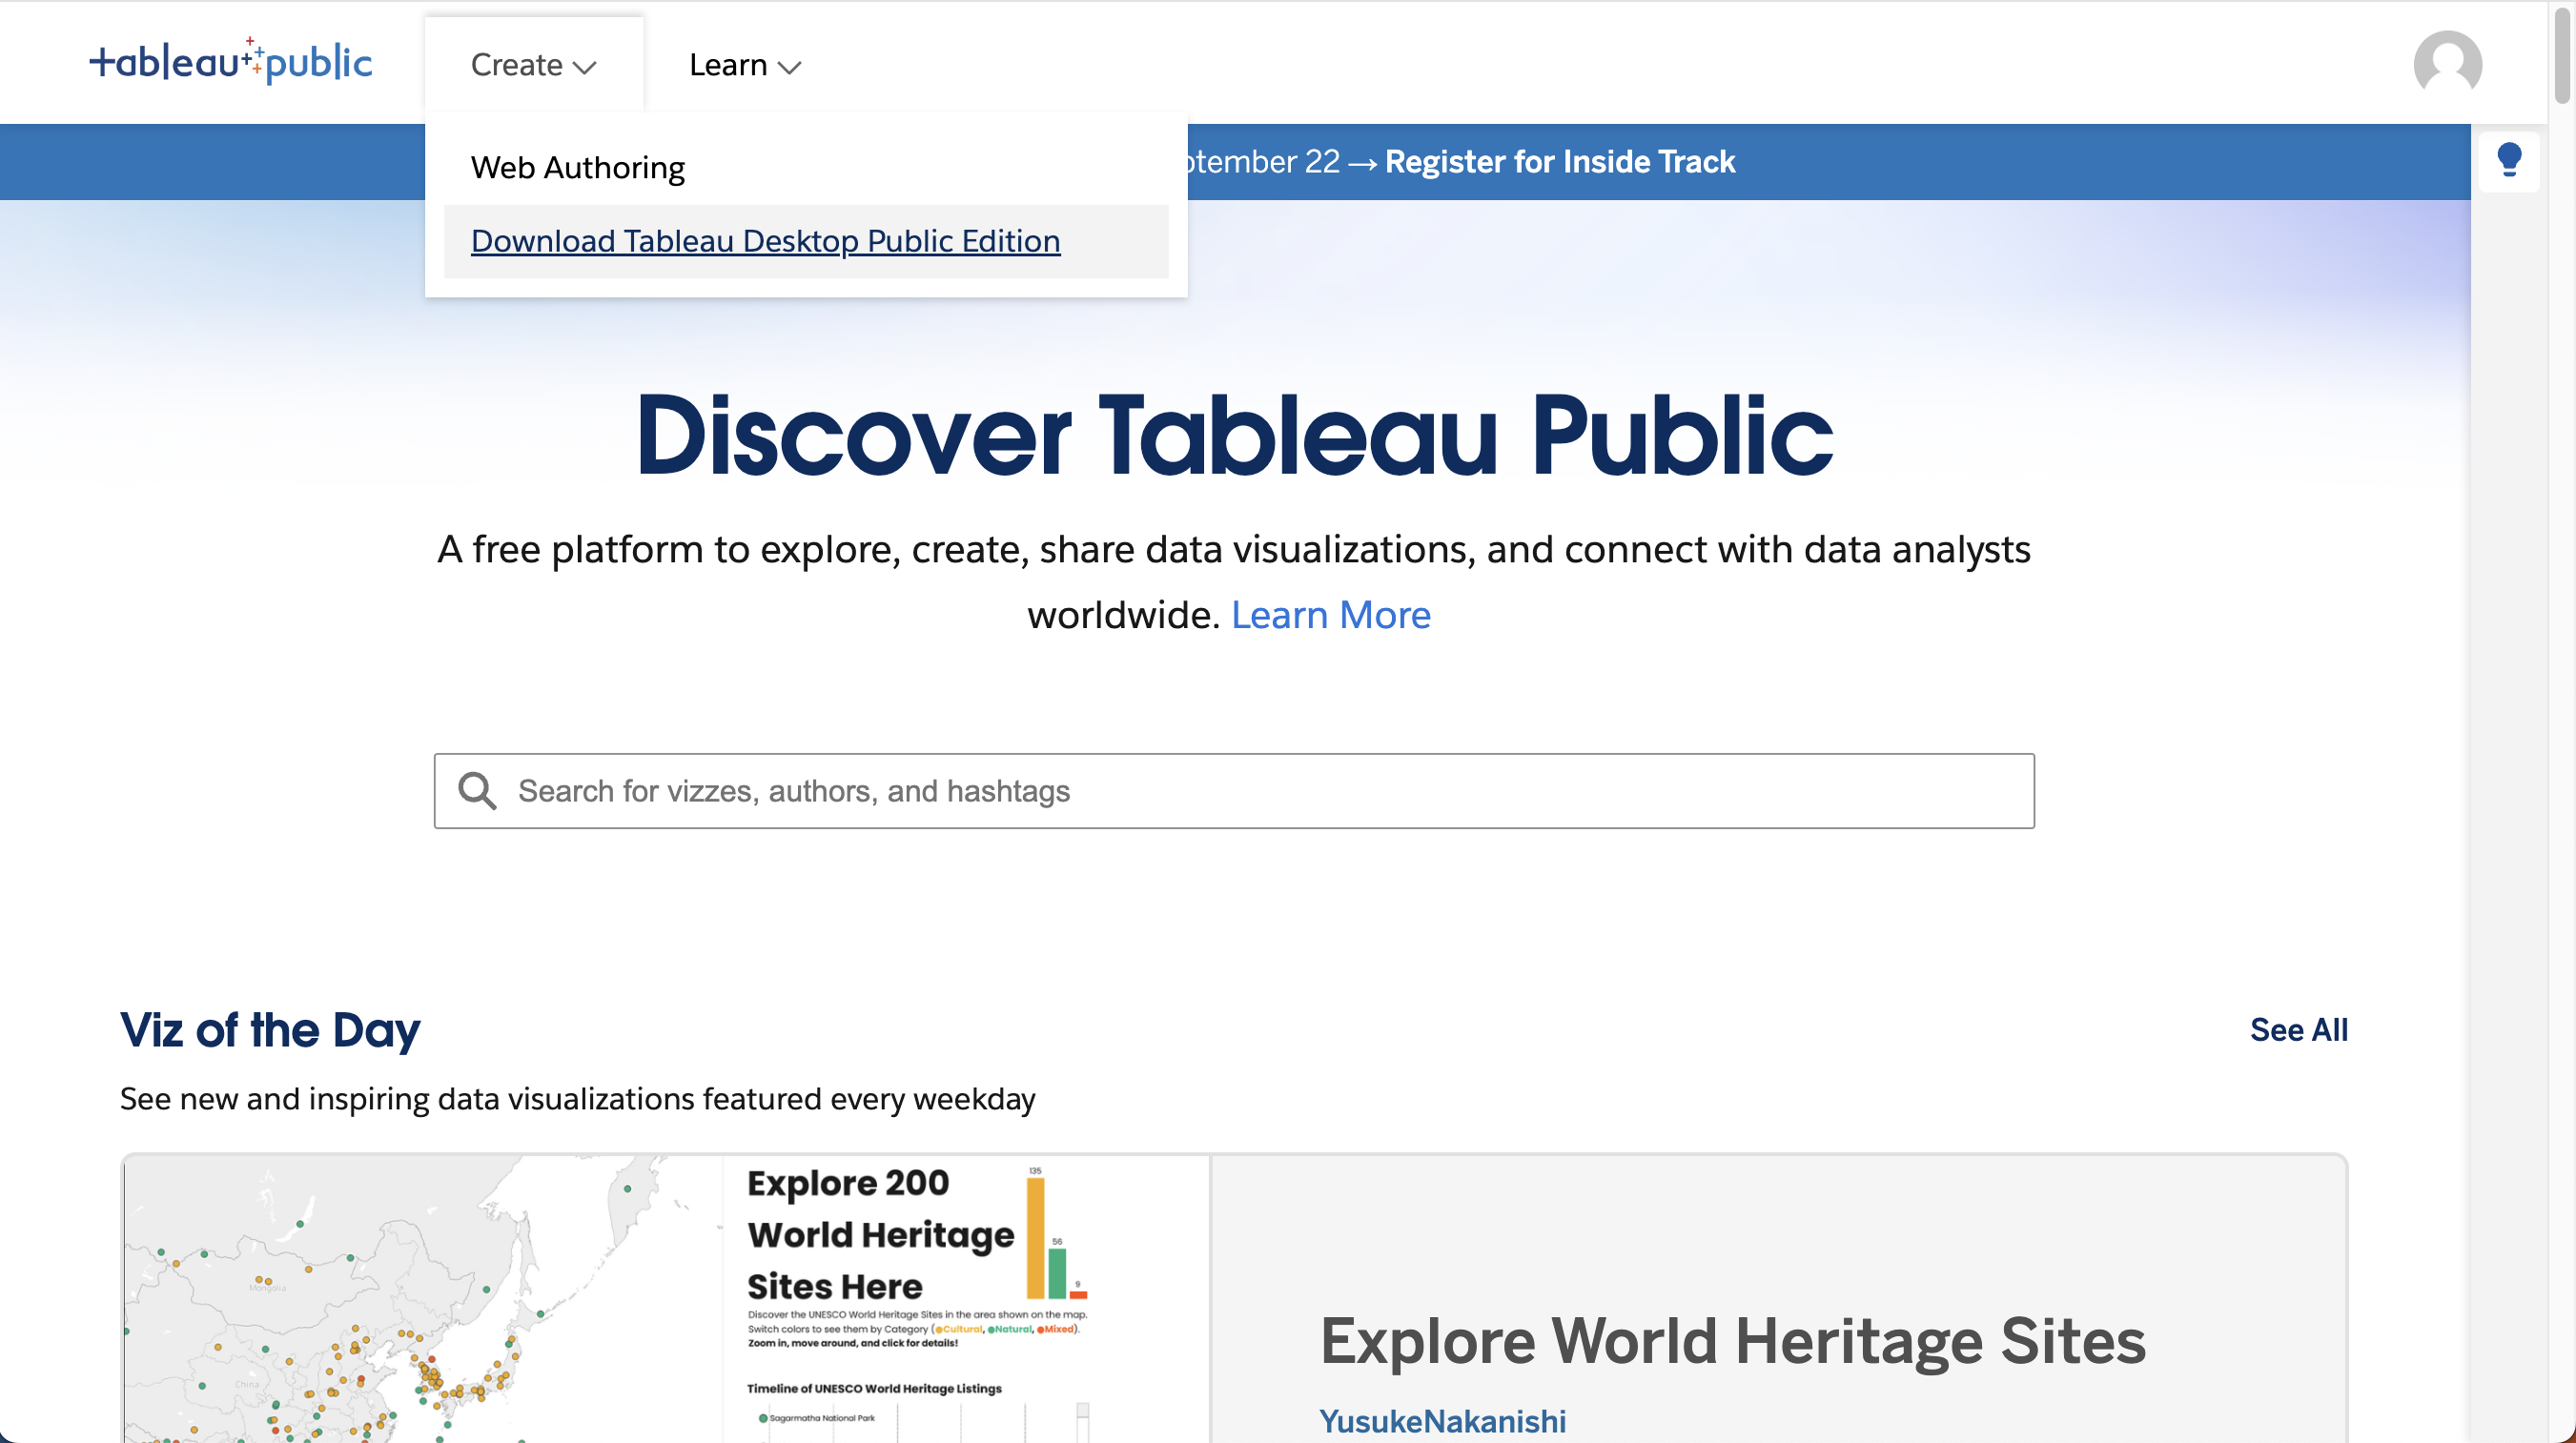 tableau public
Create
Learn
Web Authoring
Download Tableau Desktop Public Edition
22 → Register for Inside Track
Discover Tableau Public
A free platform to explore, create, share data visualizations, and connect with data analysts
worldwide. Learn More
Search for vizzes, authors, and hashtags
Viz of the Day
See All
See new and inspiring data visualizations featured every weekday
Explore 200
World Heritage
Sites Here
135
56
9
Discover the UNESCO World Heritage Sites in the area shown on the map.
Switch colors to see them by Category (●Cultural, ●Natural, ●Mixed).
Zoom in, move around, and click for details!
Timeline of UNESCO World Heritage Listings
Sagarmatha National Park
Mongolia
China
Explore World Heritage Sites
YusukeNakanishi